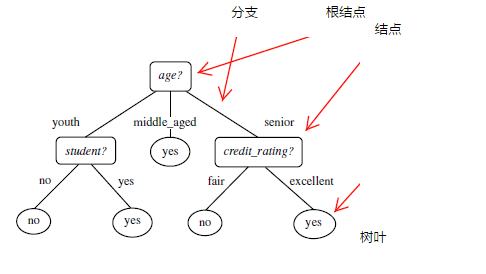 分支 根结点
结点
age?
youth middle_aged senior
student? yes credit_rating?
no yes fair excellent
no yes no yes
树叶